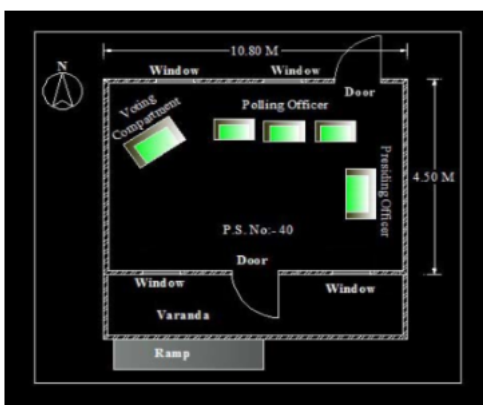 10.80 M
N
Window
Window
Door
Voting
Compartment
Polling Officer
Presiding Officer
4.50 M
P.S. No:- 40
Door
Window
Window
Varanda
Ramp